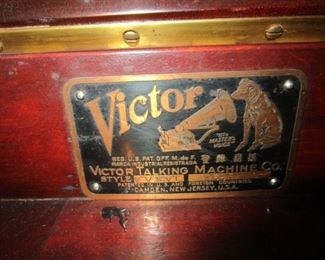 Victor
"HIS
MASTER'S
VOICE"
REG. U.S. PAT. OFF. M. de F.
MARCA INDUSTRIAL REGISTRADA
VICTOR TALKING MACHINE CO.
STYLE
PATENTED IN U.S. AND FOREIGN COUNTRIES
CAMDEN, NEW JERSEY, U.S.A.